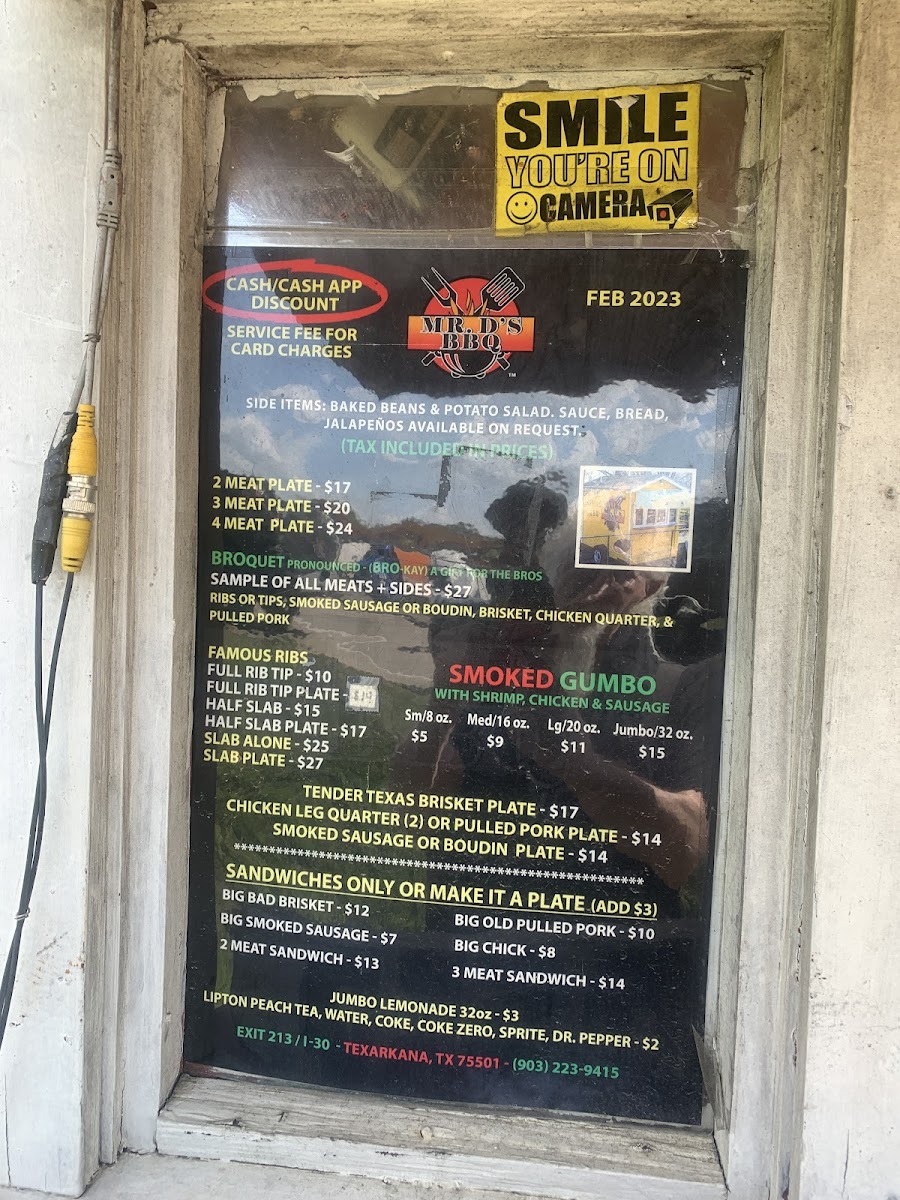 SMILE
YOU'RE ON
CAMERA
CASH/CASH APP
DISCOUNT
SERVICE FEE FOR
CARD CHARGES
MR. D'S
BBQ
TM
FEB 2023
SIDE ITEMS: BAKED BEANS & POTATO SALAD. SAUCE, BREAD,
JALAPEÑOS AVAILABLE ON REQUEST.
(TAX INCLUDED IN PRICES)
2 MEAT PLATE - $17
3 MEAT PLATE - $20
4 MEAT PLATE - $24
BROQUET PRONOUNCED - (BRO-KAY) A GIFT FOR THE BROS
SAMPLE OF ALL MEATS + SIDES - $27
RIBS OR TIPS, SMOKED SAUSAGE OR BOUDIN, BRISKET, CHICKEN QUARTER, &
PULLED PORK
FAMOUS RIBS
FULL RIB TIP - $10
FULL RIB TIP PLATE - $14
HALF SLAB - $15
HALF SLAB PLATE - $17
SLAB ALONE - $25
SLAB PLATE - $27
SMOKED GUMBO
WITH SHRIMP, CHICKEN & SAUSAGE
Sm/8 oz. Med/16 oz. Lg/20 oz. Jumbo/32 oz.
$5 $9 $11 $15
TENDER TEXAS BRISKET PLATE - $17
CHICKEN LEG QUARTER (2) OR PULLED PORK PLATE - $14
SMOKED SAUSAGE OR BOUDIN PLATE - $14
SANDWICHES ONLY OR MAKE IT A PLATE (ADD $3)
BIG BAD BRISKET - $12
BIG SMOKED SAUSAGE - $7
2 MEAT SANDWICH - $13
BIG OLD PULLED PORK - $10
BIG CHICK - $8
3 MEAT SANDWICH - $14
JUMBO LEMONADE 32oz - $3
LIPTON PEACH TEA, WATER, COKE, COKE ZERO, SPRITE, DR. PEPPER - $2
EXIT 213 / I-30 - TEXARKANA, TX 75501 - (903) 223-9415